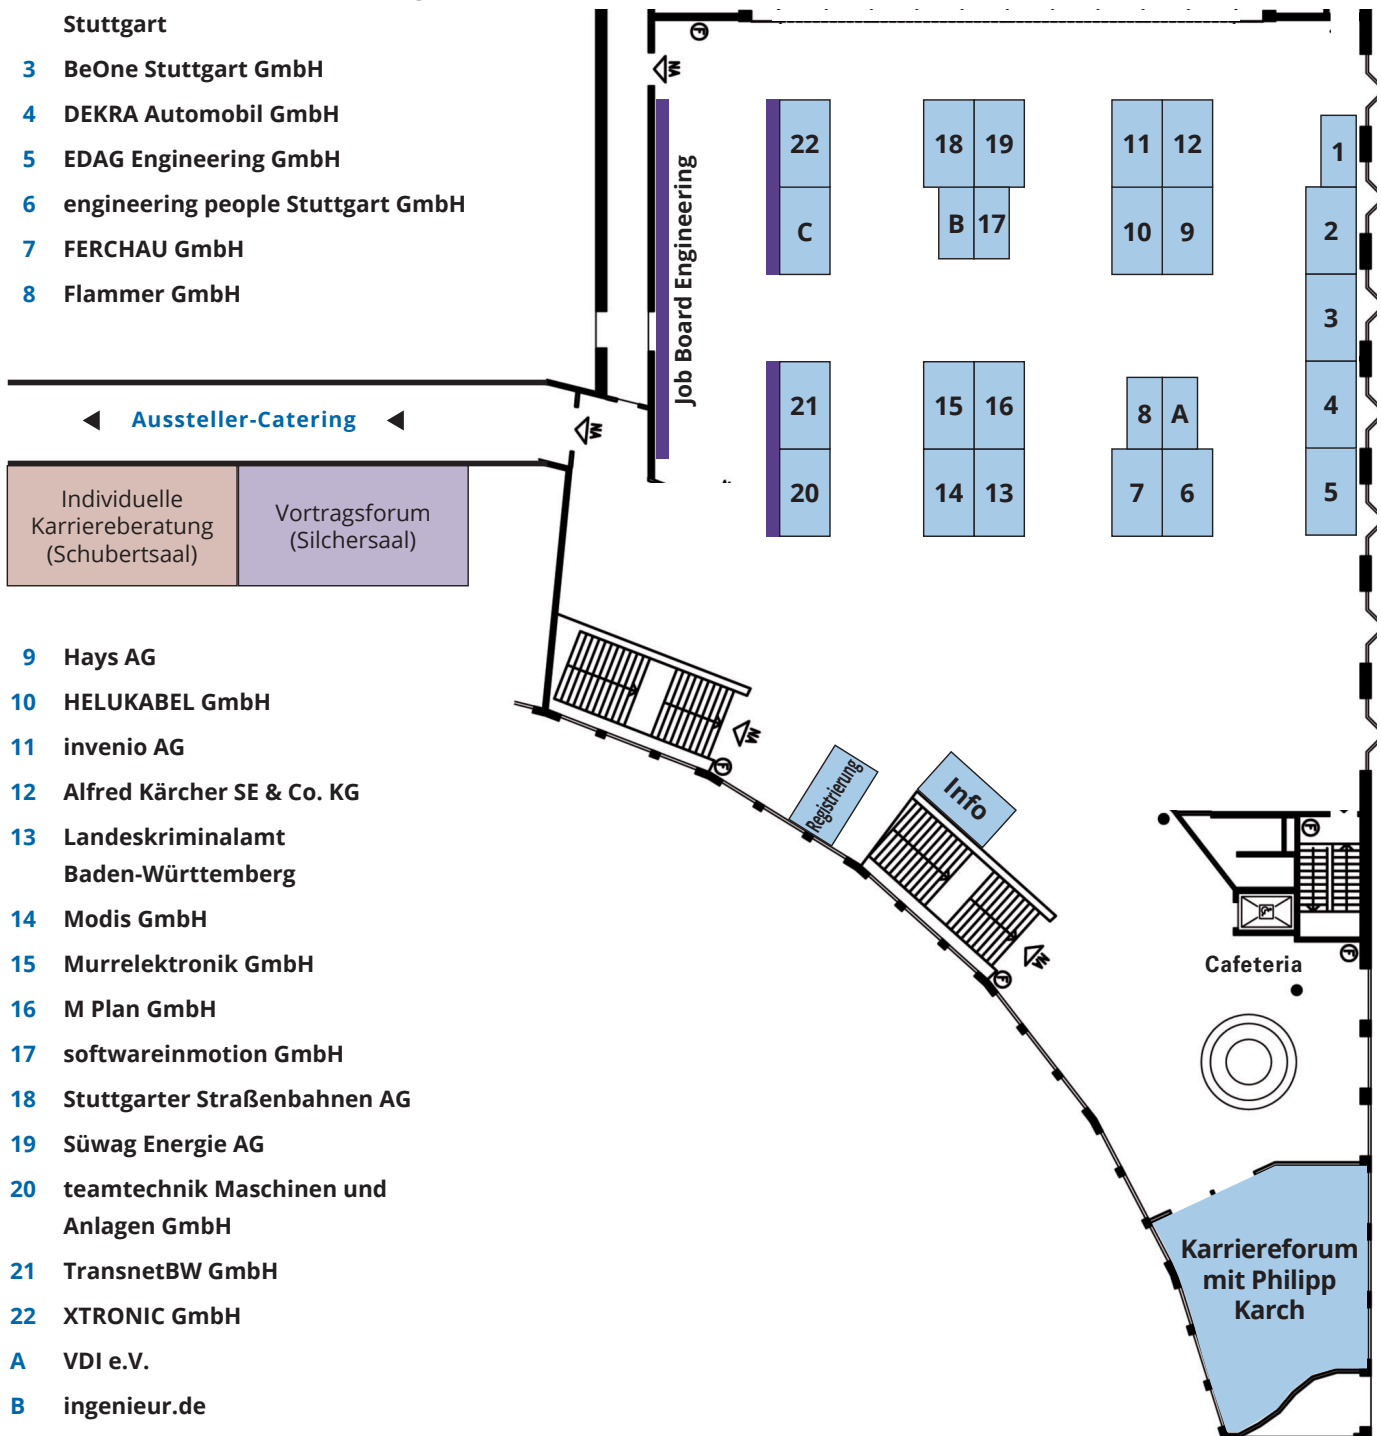 Stuttgart
3 BeOne Stuttgart GmbH
4 DEKRA Automobil GmbH
5 EDAG Engineering GmbH
6 engineering people Stuttgart GmbH
7 FERCHAU GmbH
8 Flammer GmbH
Aussteller-Catering
Individuelle
Karriereberatung
(Schubertsaal)
Vortragsforum
(Silchersaal)
9 Hays AG
10 HELUKABEL GmbH
11 invenio AG
12 Alfred Kärcher SE & Co. KG
13 Landeskriminalamt
Baden-Württemberg
14 Modis GmbH
15 Murrelektronik GmbH
16 M Plan GmbH
17 softwareinmotion GmbH
18 Stuttgarter Straßenbahnen AG
19 Süwag Energie AG
20 teamtechnik Maschinen und
Anlagen GmbH
21 TransnetBW GmbH
22 XTRONIC GmbH
A VDI e.V.
B ingenieur.de
F
NA
Job Board Engineering
22
18 19
11 12
1
C
B 17
10 9
2
3
21
15 16
8 A
4
20
14 13
7 6
5
NA
NA
F
Registrierung
Info
NA
F
F
F
Cafeteria
Karriereforum
mit Philipp
Karch